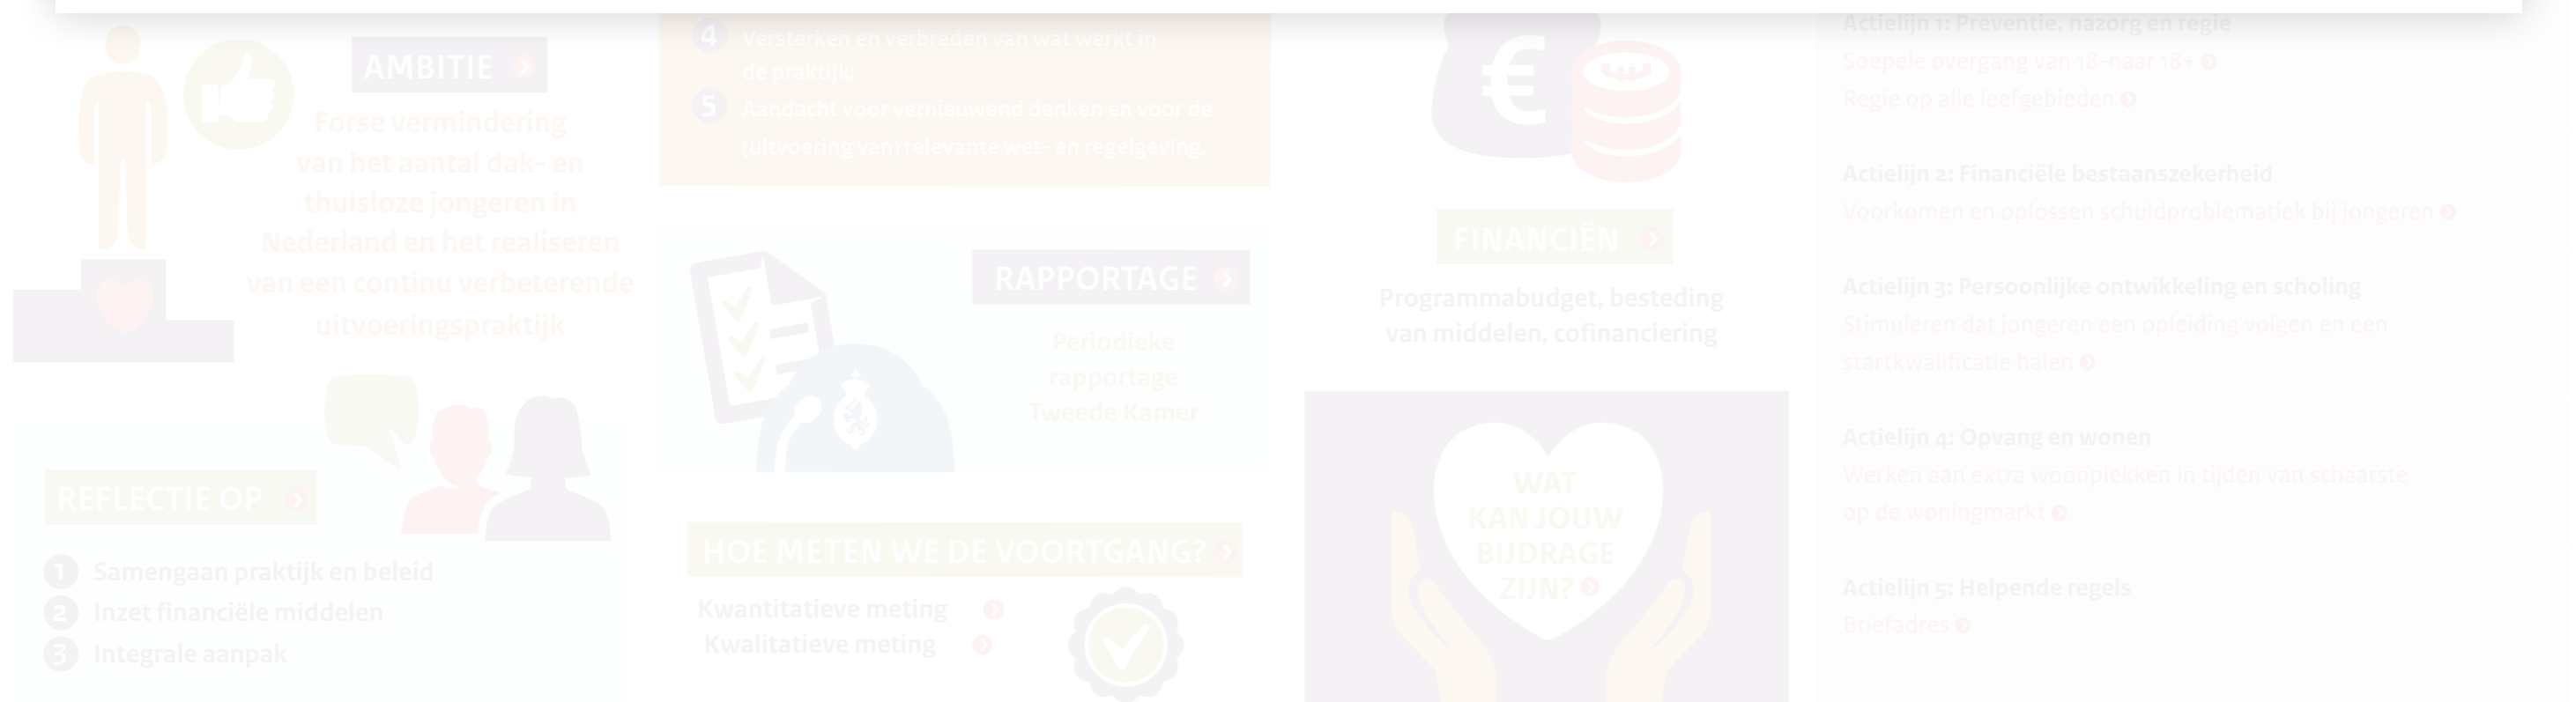 AMBITIE
Forse vermindering
van het aantal dak- en
thuisloze jongeren in
Nederland en het realiseren
van een continu verbeterende
uitvoeringspraktijk
REFLECTIE OP
1 Samengaan praktijk en beleid
2 Inzet financiële middelen
3 Integrale aanpak
4 Versterken en verbreden van wat werkt in
de praktijk;
5 Aandacht voor vernieuwend denken en voor de
(uitvoering van) relevante wet- en regelgeving.
RAPPORTAGE
Periodieke
rapportage
Tweede Kamer
HOE METEN WE DE VOORTGANG?
Kwantitatieve meting
Kwalitatieve meting
€
FINANCIËN
Programmabudget, besteding
van middelen, cofinanciering
WAT
KAN JOUW
BIJDRAGE
ZIJN?
Actielijn 1: Preventie, nazorg en regie
Soepele overgang van 18-naar 18+
Regie op alle leefgebieden
Actielijn 2: Financiële bestaanszekerheid
Voorkomen en oplossen schuldproblematiek bij jongeren
Actielijn 3: Persoonlijke ontwikkeling en scholing
Stimuleren dat jongeren een opleiding volgen en een
startkwalificatie halen
Actielijn 4: Opvang en wonen
Werken aan extra woonplekken in tijden van schaarste
op de woningmarkt
Actielijn 5: Helpende regels
Briefadres